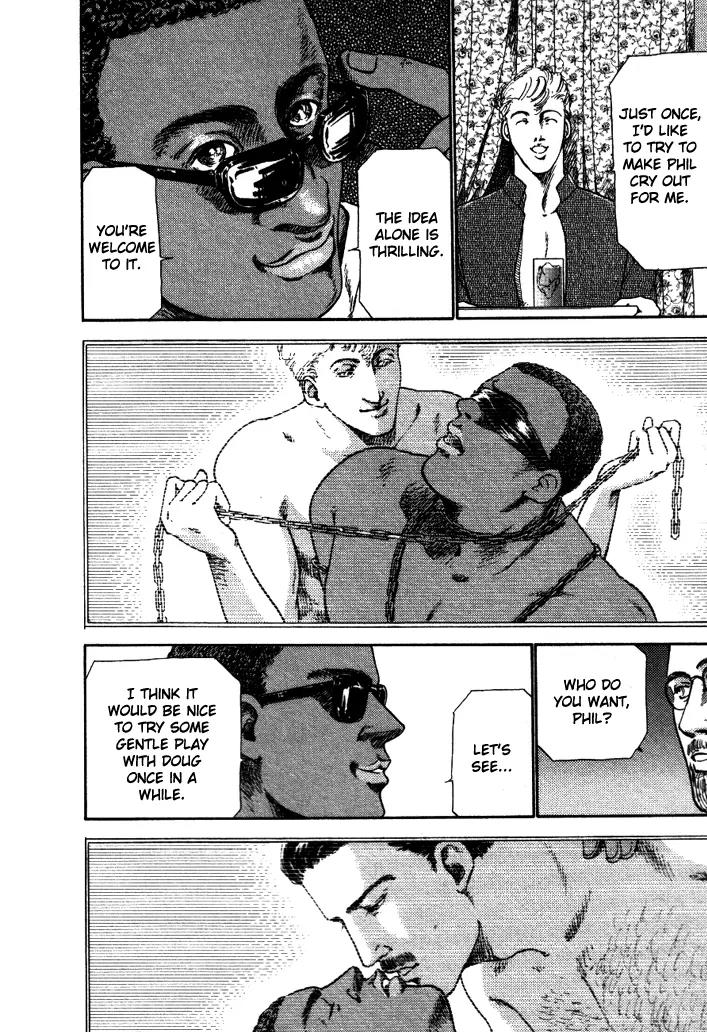 JUST ONCE,
I'D LIKE
TO TRY TO
MAKE PHIL
CRY OUT
FOR ME.
THE IDEA
ALONE IS
THRILLING.
YOU'RE
WELCOME
TO IT.
WHO DO
YOU WANT,
PHIL?
LET'S
SEE...
I THINK IT
WOULD BE NICE
TO TRY SOME
GENTLE PLAY
WITH DOUG
ONCE IN A
WHILE.